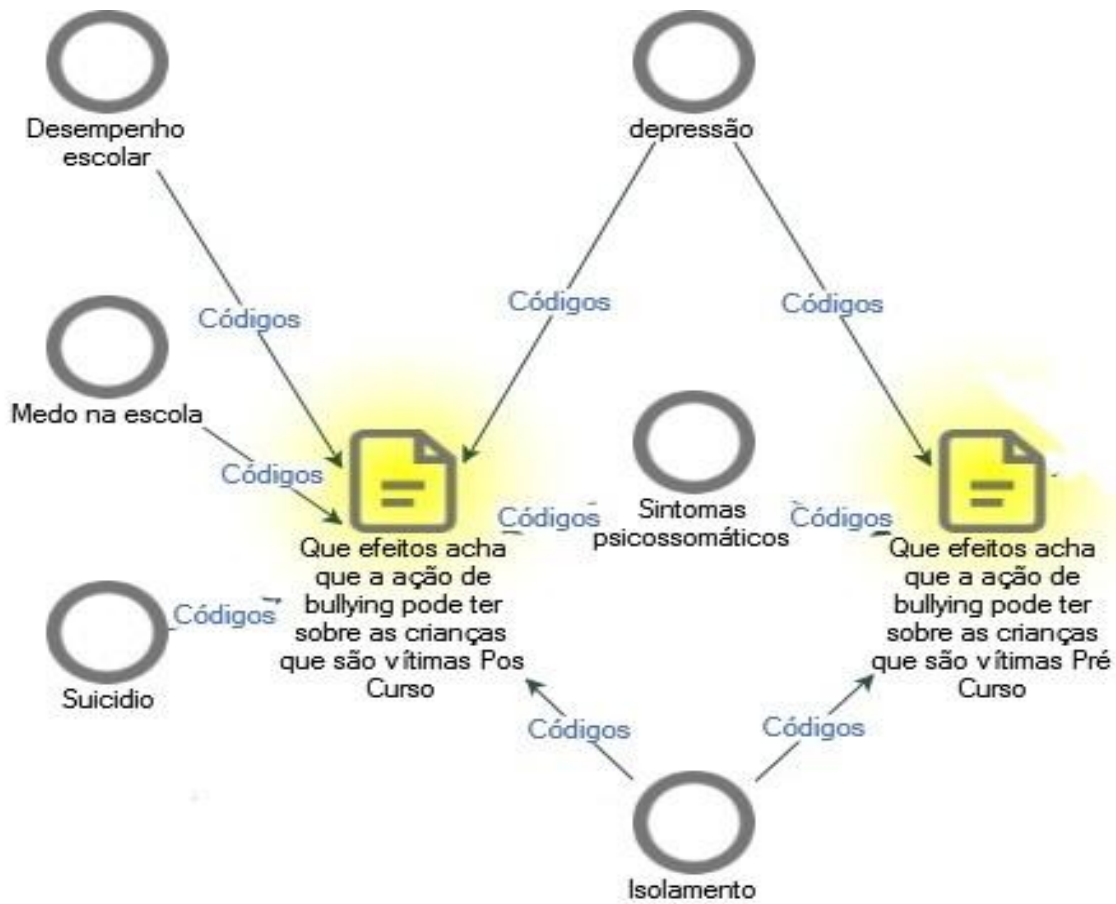 Desempenho
escolar
depressão
Códigos
Códigos
Códigos
Medo na escola
Códigos
Sintomas
psicossomáticos
Códigos
Códigos
Que efeitos acha
que a ação de
bullying pode ter
sobre as crianças
que são vítimas Pos
Curso
Que efeitos acha
que a ação de
bullying pode ter
sobre as crianças
que são vítimas Pré
Curso
Códigos
Suicidio
Códigos
Códigos
Isolamento